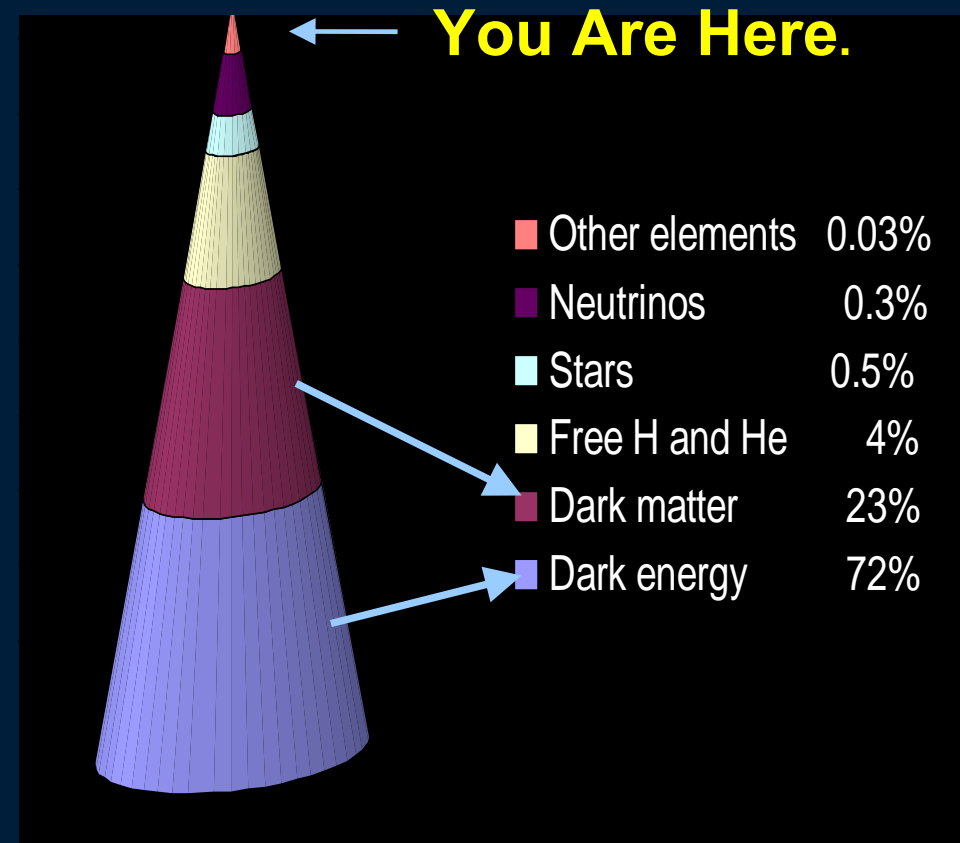 You Are Here.
Other elements 0.03%
Neutrinos 0.3%
Stars 0.5%
Free H and He 4%
Dark matter 23%
Dark energy 72%